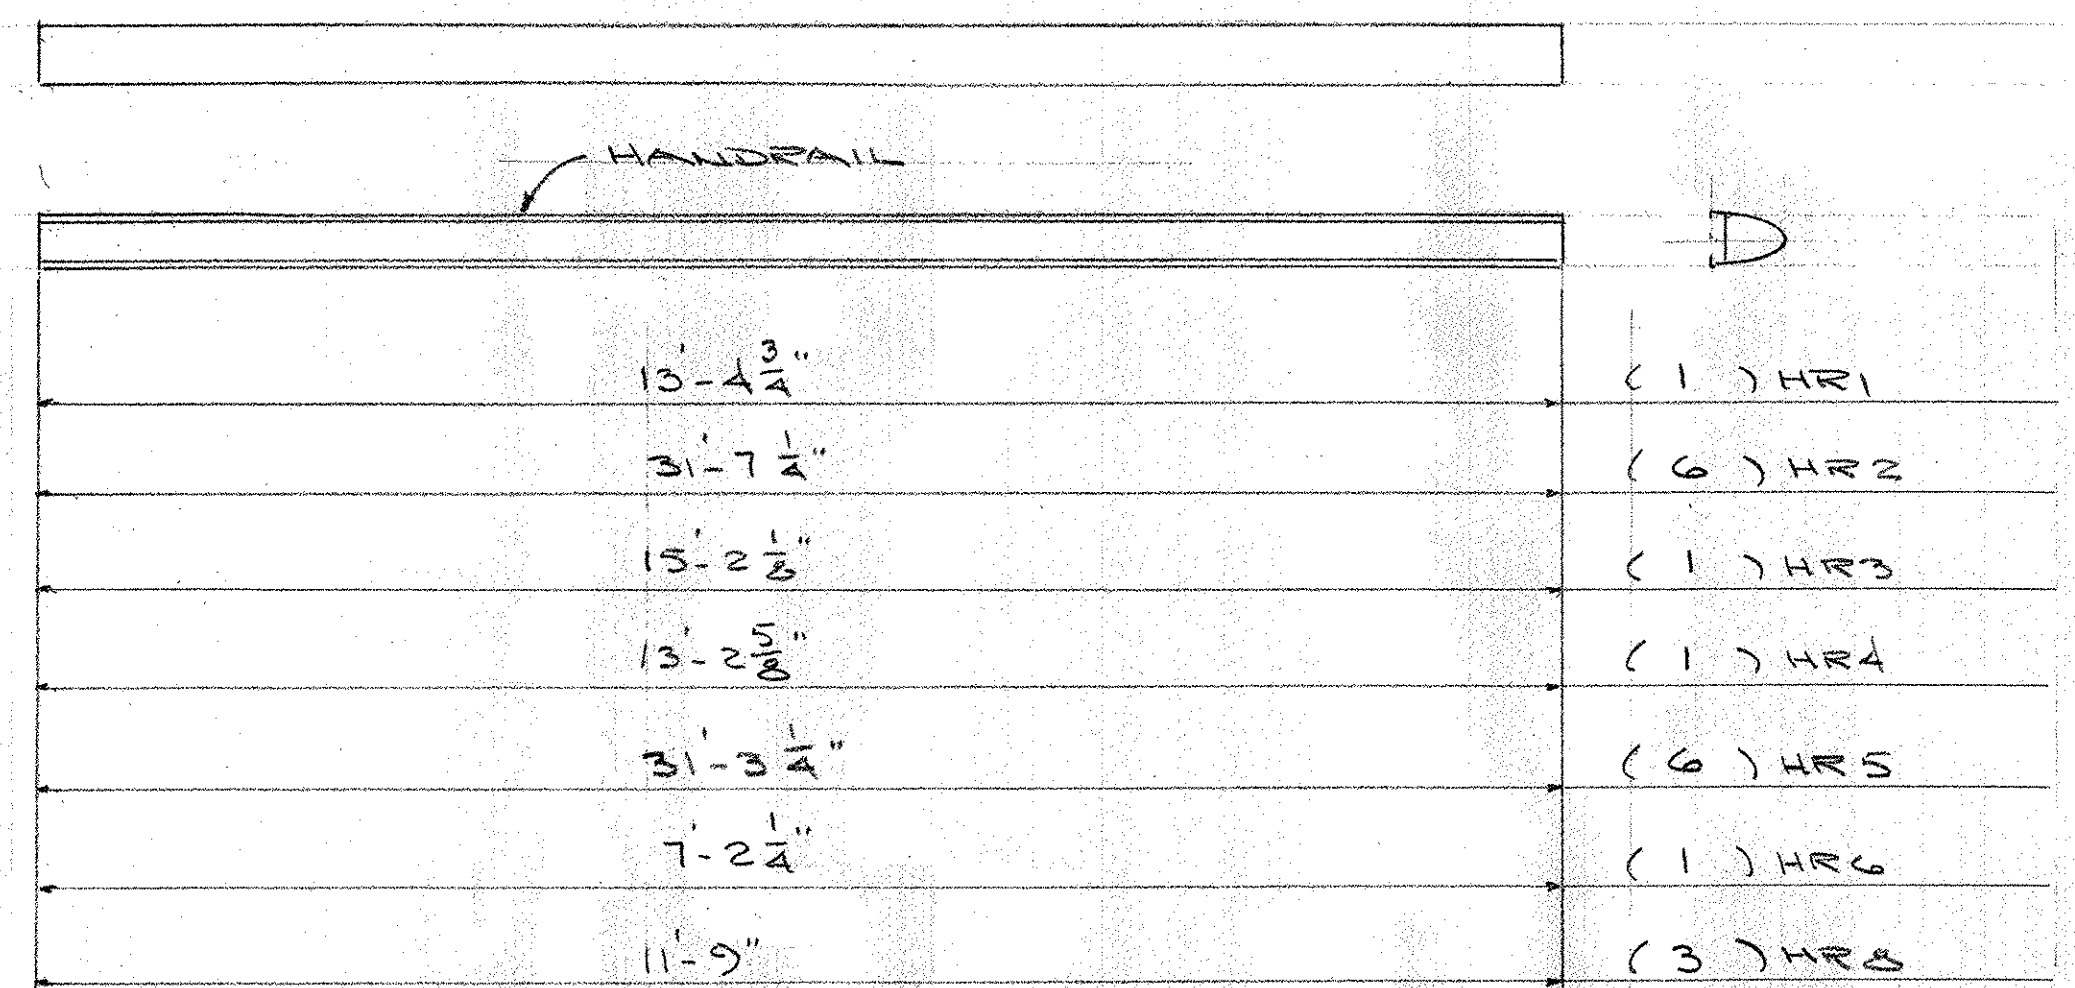 HANDRAIL
13'-4 3/4" (1) HR1
31'-7 1/4" (6) HR2
15'-2 1/8" (1) HR3
13'-2 5/8" (1) HR4
31'-3 1/4" (6) HR5
7'-2 1/4" (1) HR6
11'-9" (3) HR8